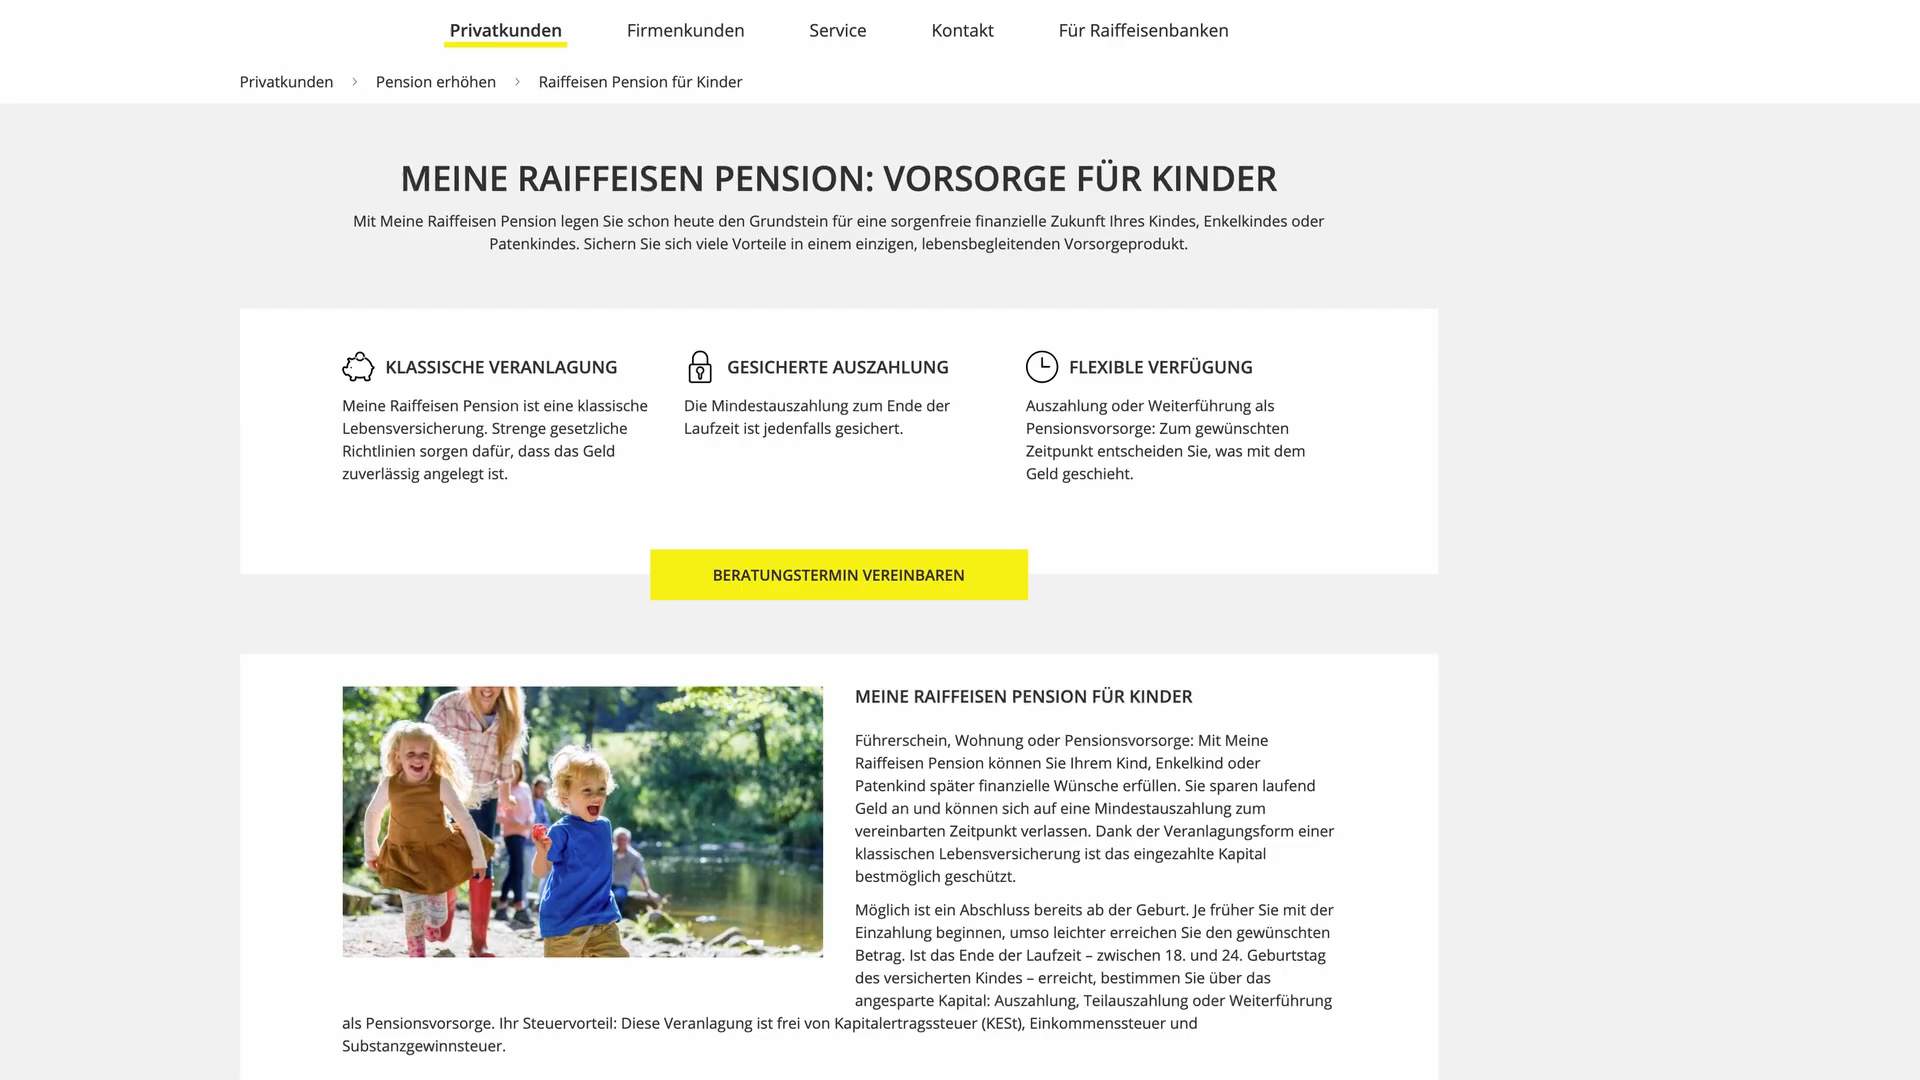 Privatkunden
Firmenkunden
Service
Kontakt
Für Raiffeisenbanken
Privatkunden
Pension erhöhen
Raiffeisen Pension für Kinder
MEINE RAIFFEISEN PENSION: VORSORGE FÜR KINDER
Mit Meine Raiffeisen Pension legen Sie schon heute den Grundstein für eine sorgenfreie finanzielle Zukunft Ihres Kindes, Enkelkindes oder
Patenkindes. Sichern Sie sich viele Vorteile in einem einzigen, lebensbegleitenden Vorsorgeprodukt.
KLASSISCHE VERANLAGUNG
Meine Raiffeisen Pension ist eine klassische
Lebensversicherung. Strenge gesetzliche
Richtlinien sorgen dafür, dass das Geld
zuverlässig angelegt ist.
GESICHERTE AUSZAHLUNG
Die Mindestauszahlung zum Ende der
Laufzeit ist jedenfalls gesichert.
FLEXIBLE VERFÜGUNG
Auszahlung oder Weiterführung als
Pensionsvorsorge: Zum gewünschten
Zeitpunkt entscheiden Sie, was mit dem
Geld geschieht.
BERATUNGSTERMIN VEREINBAREN
MEINE RAIFFEISEN PENSION FÜR KINDER
Führerschein, Wohnung oder Pensionsvorsorge: Mit Meine
Raiffeisen Pension können Sie Ihrem Kind, Enkelkind oder
Patenkind später finanzielle Wünsche erfüllen. Sie sparen laufend
Geld an und können sich auf eine Mindestauszahlung zum
vereinbarten Zeitpunkt verlassen. Dank der Veranlagungsform einer
klassischen Lebensversicherung ist das eingezahlte Kapital
bestmöglich geschützt.
Möglich ist ein Abschluss bereits ab der Geburt. Je früher Sie mit der
Einzahlung beginnen, umso leichter erreichen Sie den gewünschten
Betrag. Ist das Ende der Laufzeit – zwischen 18. und 24. Geburtstag
des versicherten Kindes – erreicht, bestimmen Sie über das
angesparte Kapital: Auszahlung, Teilauszahlung oder Weiterführung
als Pensionsvorsorge. Ihr Steuervorteil: Diese Veranlagung ist frei von Kapitalertragssteuer (KESt), Einkommenssteuer und
Substanzgewinnsteuer.